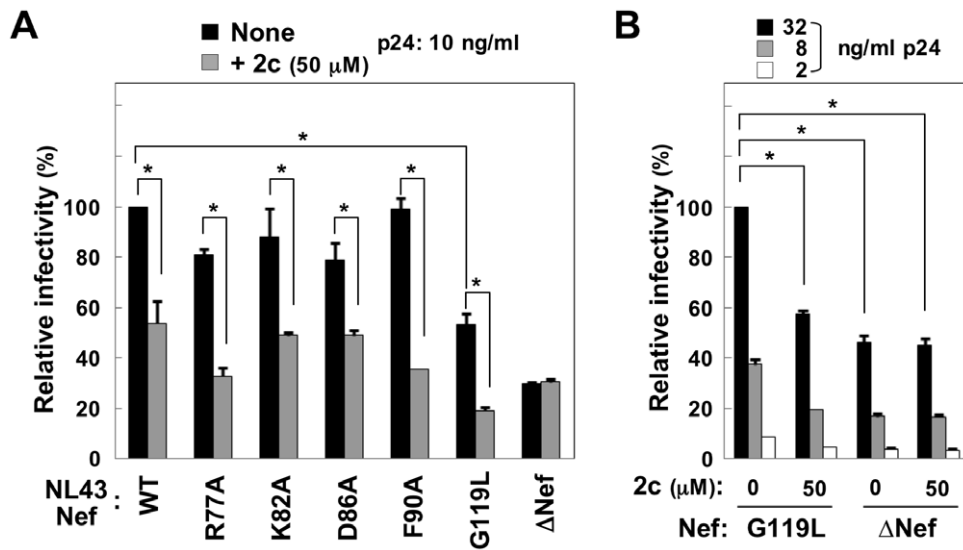 A
None
+ 2c (50 μM)
p24: 10 ng/ml
Relative infectivity (%)
100
80
60
40
20
0
*
*
*
*
*
*
*
NL43
Nef
:
WT
R77A
K82A
D86A
F90A
G119L
ΔNef
B
32
8
2
ng/ml p24
Relative infectivity (%)
100
80
60
40
20
0
*
*
*
2c (μM): 0 50 0 50
Nef: G119L ΔNef